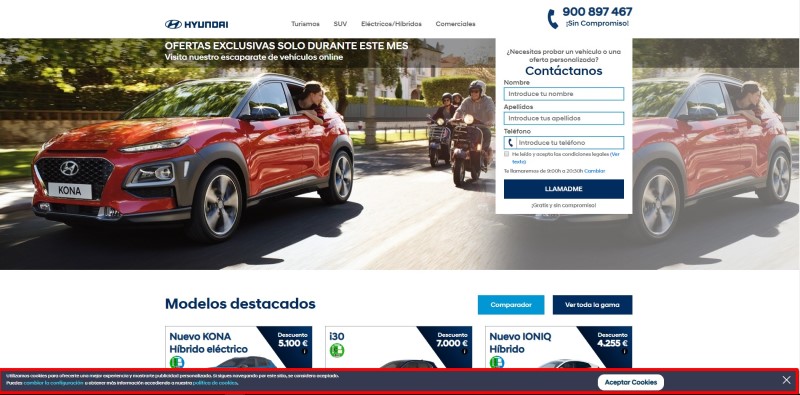 HYUNDAI
Turismos SUV Eléctricos/Híbridos Comerciales
900 897 467
¡Sin Compromiso!
OFERTAS EXCLUSIVAS SOLO DURANTE ESTE MES
Visita nuestro escaparate de vehículos online
¿Necesitas probar un vehículo o una
oferta personalizada?
Contáctanos
Nombre
Introduce tu nombre
Apellidos
Introduce tus apellidos
Teléfono
Introduce tu teléfono
He leído y acepto las condiciones legales (Ver
texto)
Te llamaremos de 9:00h a 20:30h Cambiar
LLAMADME
¡Gratis y sin compromiso!
KONA
Modelos destacados
Comparador
Ver toda la gama
Nuevo KONA
Híbrido eléctrico
Descuento
5.100 €
i30
Descuento
7.000 €
Nuevo IONIQ
Híbrido
Descuento
4.255 €
Utilizamos cookies para ofrecerte una mejor experiencia y mostrarte publicidad personalizada. Si sigues navegando por este sitio, se considera aceptado.
Puedes cambiar la configuración u obtener más información accediendo a nuestra política de cookies.
Aceptar Cookies